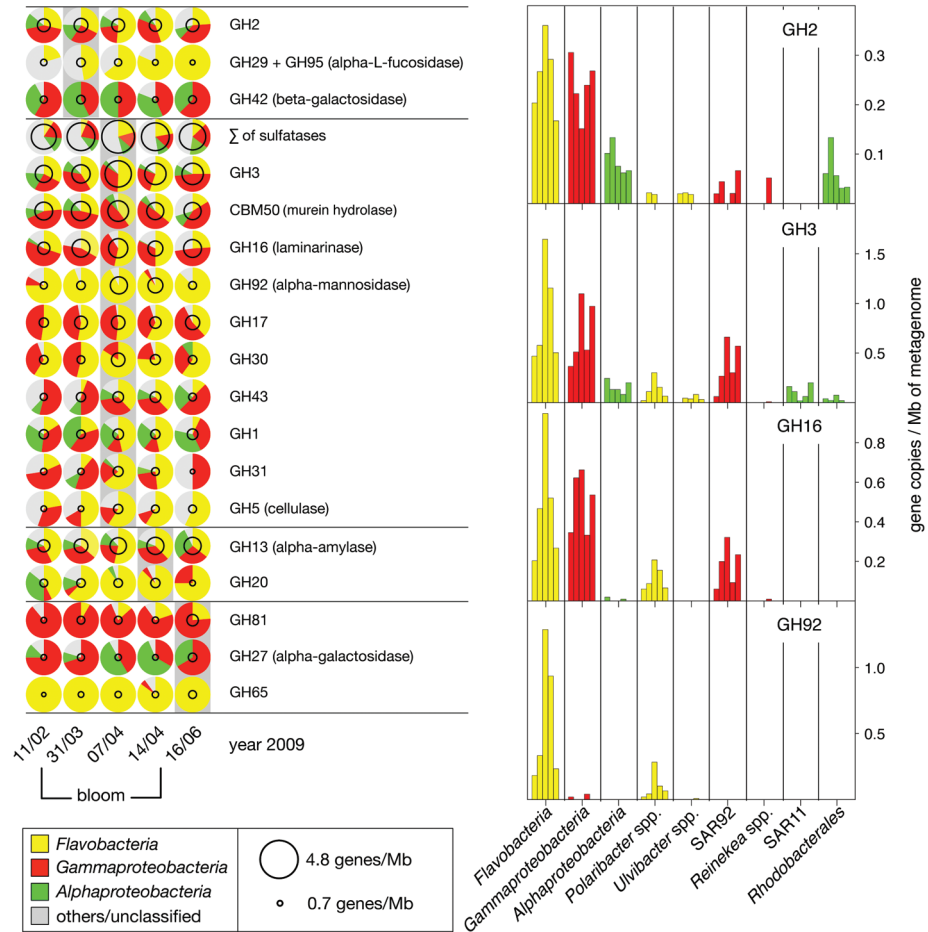 GH2
GH29 + GH95 (alpha-L-fucosidase)
GH42 (beta-galactosidase)
∑ of sulfatases
GH3
CBM50 (murein hydrolase)
GH16 (laminarinase)
GH92 (alpha-mannosidase)
GH17
GH30
GH43
GH1
GH31
GH5 (cellulase)
GH13 (alpha-amylase)
GH20
GH81
GH27 (alpha-galactosidase)
GH65
11/02
31/03
07/04
14/04
16/06
year 2009
bloom
Flavobacteria
Gammaproteobacteria
Alphaproteobacteria
others/unclassified
4.8 genes/Mb
0.7 genes/Mb
GH2
0.3
0.2
0.1
GH3
1.5
1.0
0.5
GH16
0.8
0.6
0.4
0.2
GH92
1.0
0.5
gene copies / Mb of metagenome
Flavobacteria
Gammaproteobacteria
Alphaproteobacteria
Polaribacter spp.
Ulvibacter spp.
SAR92
Reinekea spp.
SAR11
Rhodobacterales